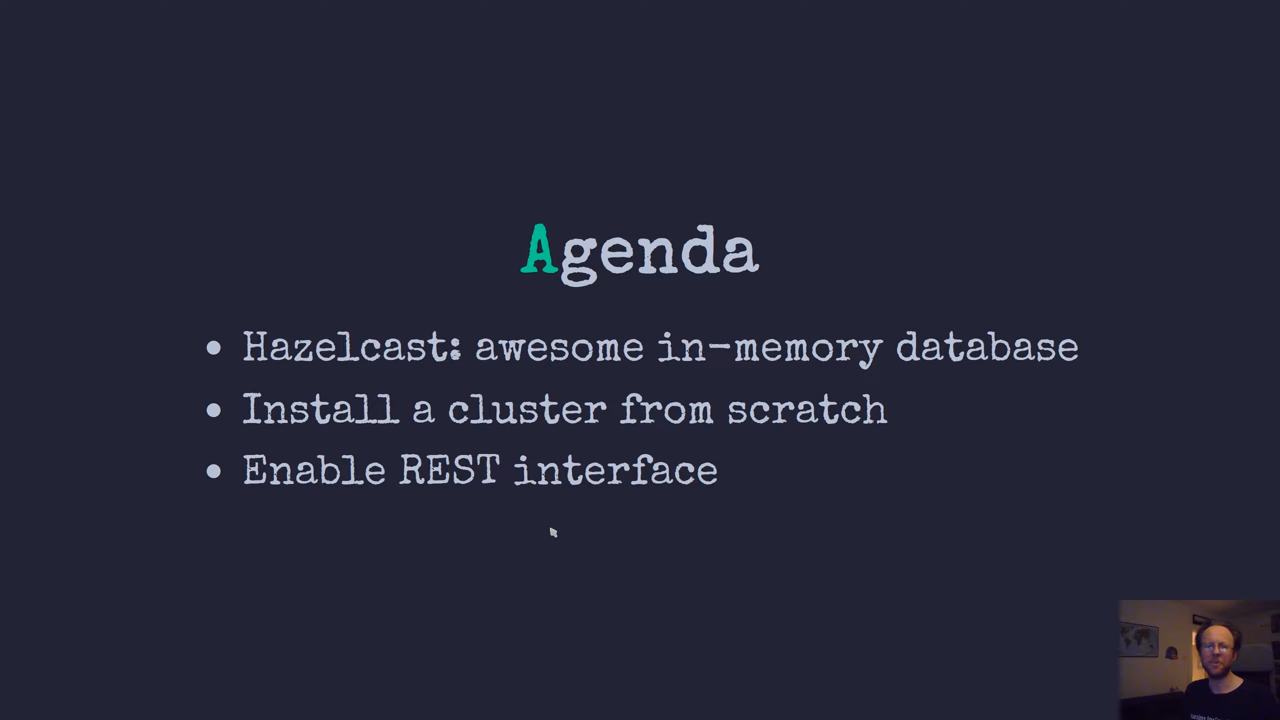 Agenda
• Hazelcast: awesome in-memory database
• Install a cluster from scratch
• Enable REST interface